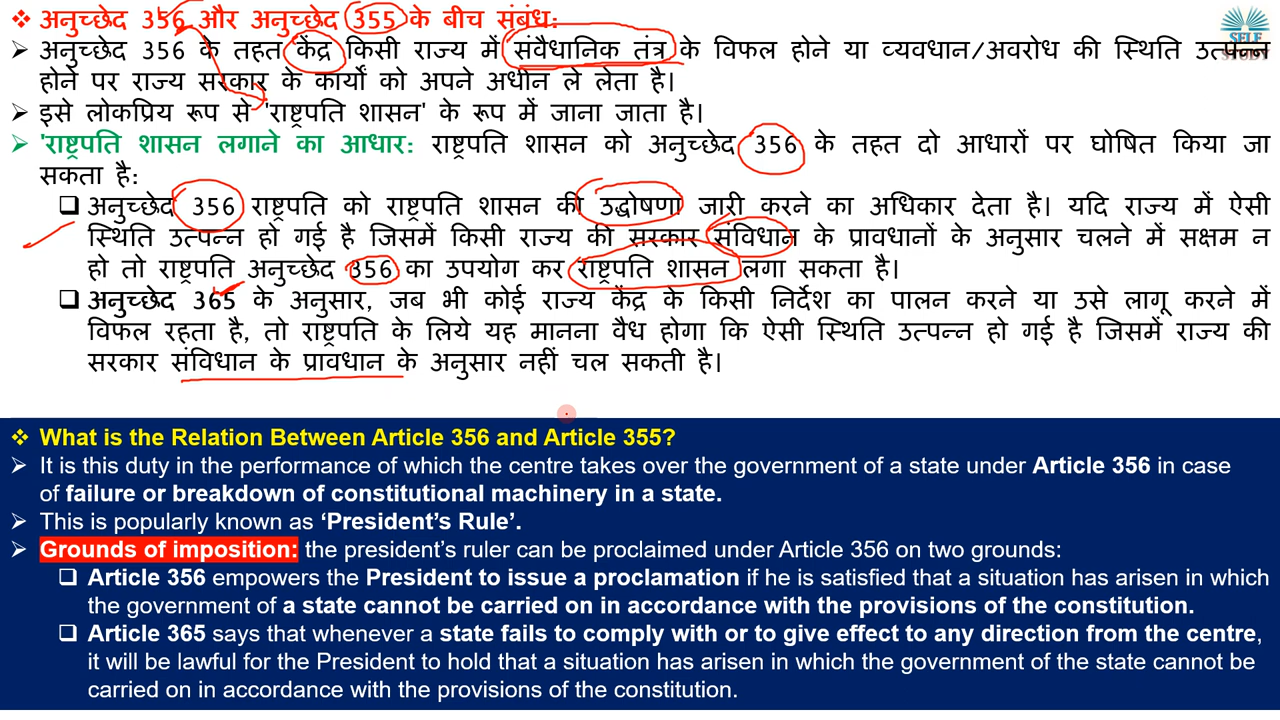 ❖ अनुच्छेद 356 और अनुच्छेद 355 के बीच संबंध:
➢ अनुच्छेद 356 के तहत केंद्र किसी राज्य में संवैधानिक तंत्र के विफल होने या व्यवधान/अवरोध की स्थिति उत्पन्न
होने पर राज्य सरकार के कार्यों को अपने अधीन ले लेता है।
➢ इसे लोकप्रिय रूप से 'राष्ट्रपति शासन' के रूप में जाना जाता है।
➢ 'राष्ट्रपति शासन लगाने का आधार: राष्ट्रपति शासन को अनुच्छेद 356 के तहत दो आधारों पर घोषित किया जा
सकता है:
❑ अनुच्छेद 356 राष्ट्रपति को राष्ट्रपति शासन की उद्घोषणा जारी करने का अधिकार देता है। यदि राज्य में ऐसी
स्थिति उत्पन्न हो गई है जिसमें किसी राज्य की सरकार संविधान के प्रावधानों के अनुसार चलने में सक्षम न
हो तो राष्ट्रपति अनुच्छेद 356 का उपयोग कर राष्ट्रपति शासन लगा सकता है।
❑ अनुच्छेद 365 के अनुसार, जब भी कोई राज्य केंद्र के किसी निर्देश का पालन करने या उसे लागू करने में
विफल रहता है, तो राष्ट्रपति के लिये यह मानना वैध होगा कि ऐसी स्थिति उत्पन्न हो गई है जिसमें राज्य की
सरकार संविधान के प्रावधान के अनुसार नहीं चल सकती है।
SELF
STUDY
❖ What is the Relation Between Article 356 and Article 355?
➢ It is this duty in the performance of which the centre takes over the government of a state under Article 356 in case
of failure or breakdown of constitutional machinery in a state.
➢ This is popularly known as ‘President’s Rule’.
➢ Grounds of imposition: the president’s ruler can be proclaimed under Article 356 on two grounds:
❑ Article 356 empowers the President to issue a proclamation if he is satisfied that a situation has arisen in which
the government of a state cannot be carried on in accordance with the provisions of the constitution.
❑ Article 365 says that whenever a state fails to comply with or to give effect to any direction from the centre,
it will be lawful for the President to hold that a situation has arisen in which the government of the state cannot be
carried on in accordance with the provisions of the constitution.